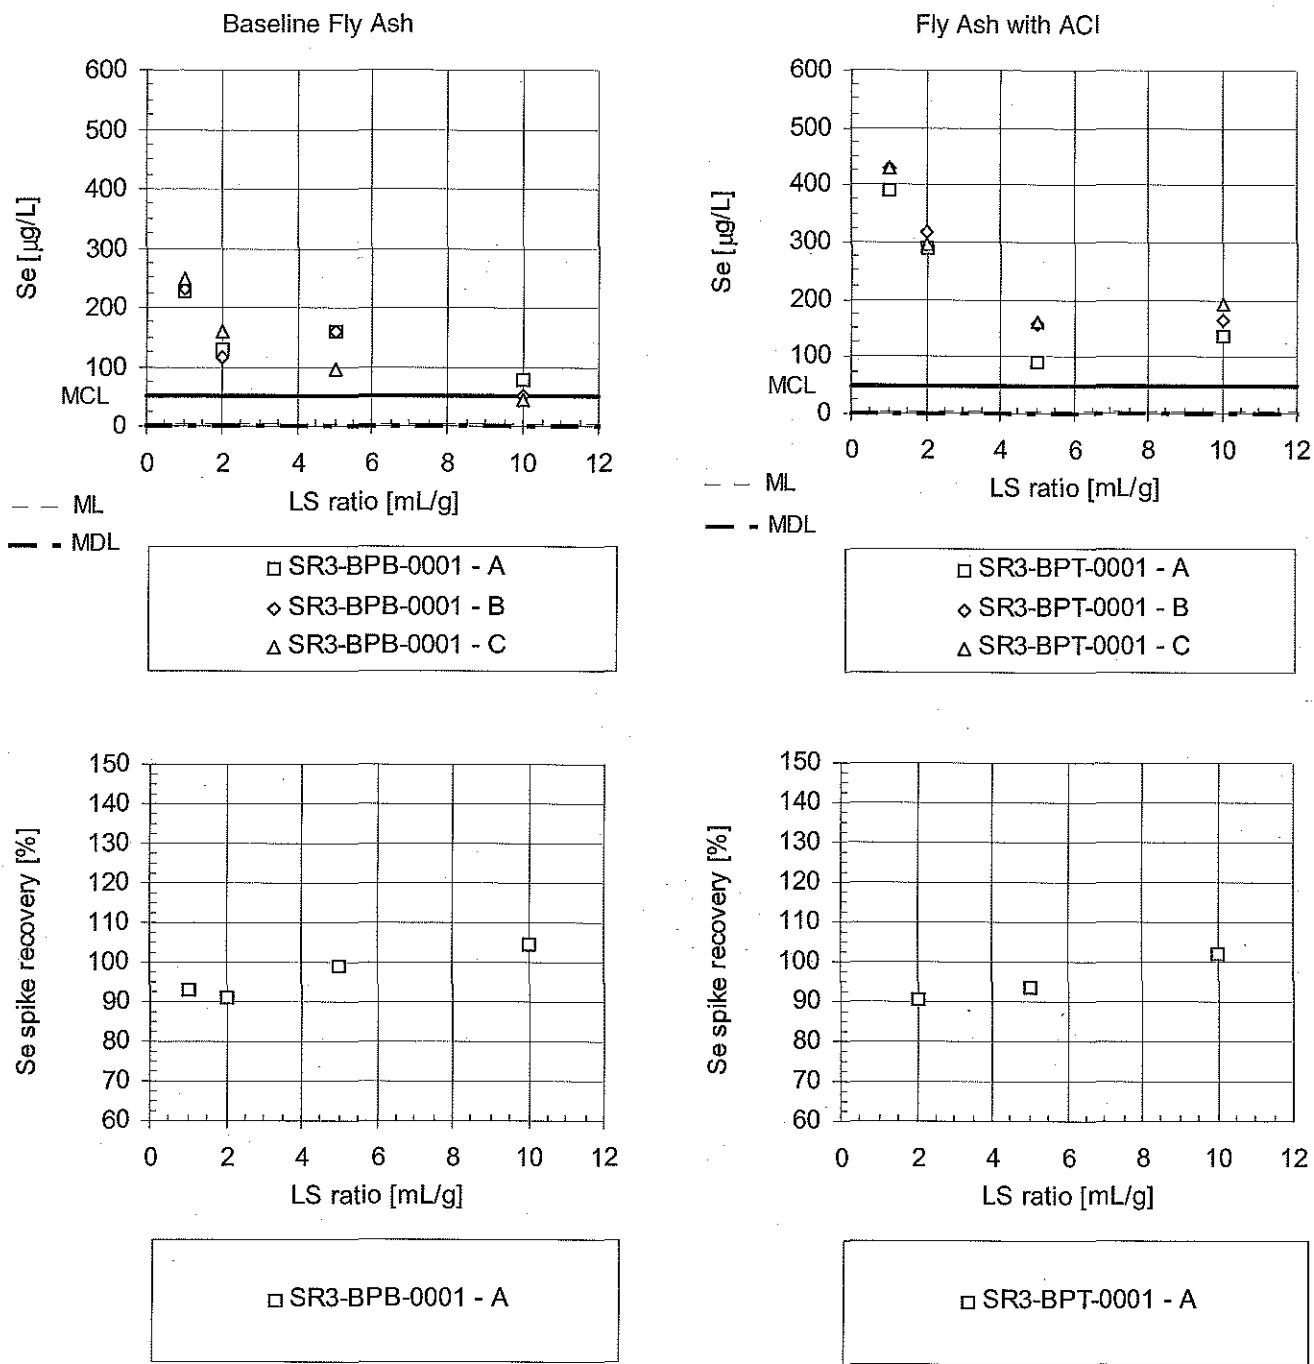 Baseline Fly Ash
600
500
400
300
200
100
MCL
0
Se [µg/L]
0 2 4 6 8 10 12
LS ratio [mL/g]
ML
MDL
SR3-BPB-0001 - A
SR3-BPB-0001 - B
SR3-BPB-0001 - C
Fly Ash with ACI
600
500
400
300
200
100
MCL
0
Se [µg/L]
0 2 4 6 8 10 12
LS ratio [mL/g]
ML
MDL
SR3-BPT-0001 - A
SR3-BPT-0001 - B
SR3-BPT-0001 - C
150
140
130
120
110
100
90
80
70
60
Se spike recovery [%]
0 2 4 6 8 10 12
LS ratio [mL/g]
SR3-BPB-0001 - A
150
140
130
120
110
100
90
80
70
60
Se spike recovery [%]
0 2 4 6 8 10 12
LS ratio [mL/g]
SR3-BPT-0001 - A